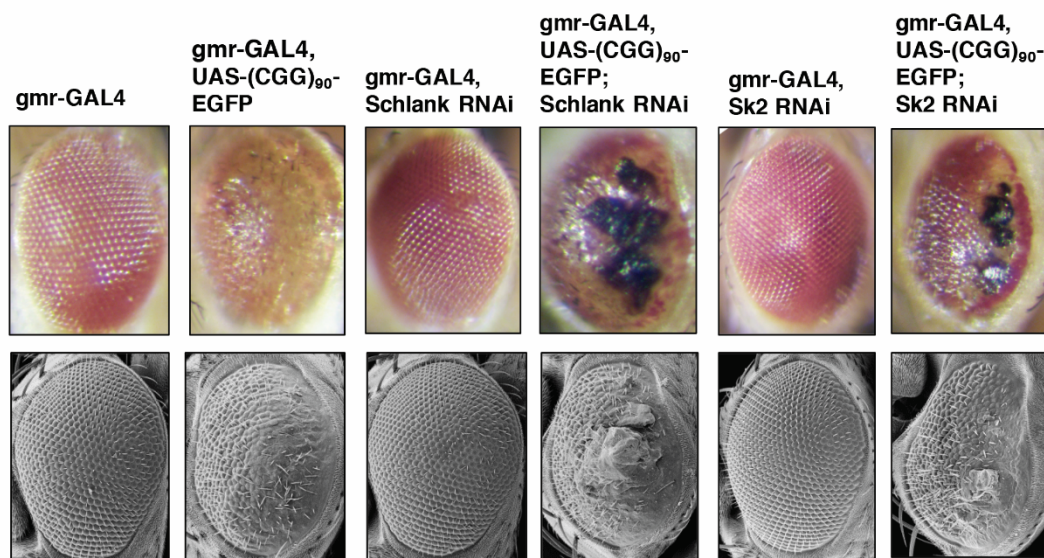 gmr-GAL4
gmr-GAL4,
UAS-(CGG)₉₀-
EGFP
gmr-GAL4,
Schlank RNAi
gmr-GAL4,
UAS-(CGG)₉₀-
EGFP;
Schlank RNAi
gmr-GAL4,
Sk2 RNAi
gmr-GAL4,
UAS-(CGG)₉₀-
EGFP;
Sk2 RNAi